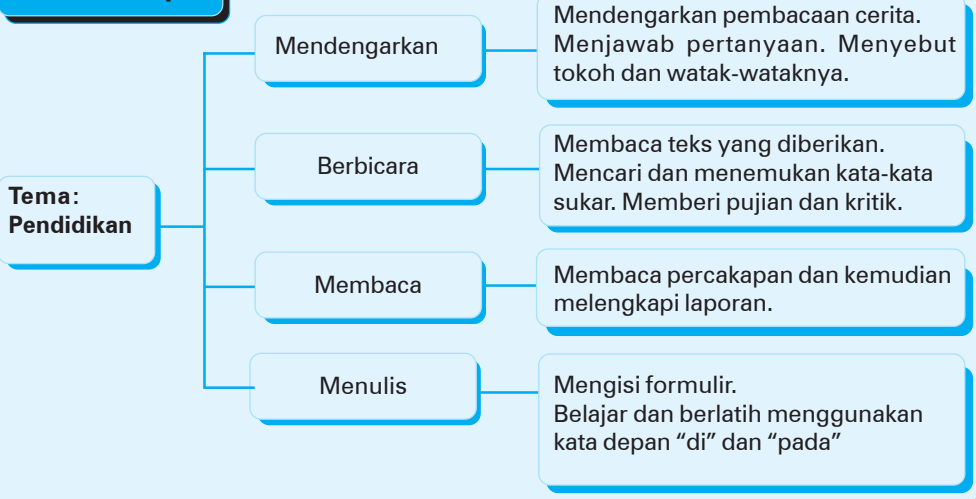 Tema:
Pendidikan
Mendengarkan
Mendengarkan pembacaan cerita.
Menjawab pertanyaan. Menyebut
tokoh dan watak-wataknya.
Berbicara
Membaca teks yang diberikan.
Mencari dan menemukan kata-kata
sukar. Memberi pujian dan kritik.
Membaca
Membaca percakapan dan kemudian
melengkapi laporan.
Menulis
Mengisi formulir.
Belajar dan berlatih menggunakan
kata depan “di” dan “pada”